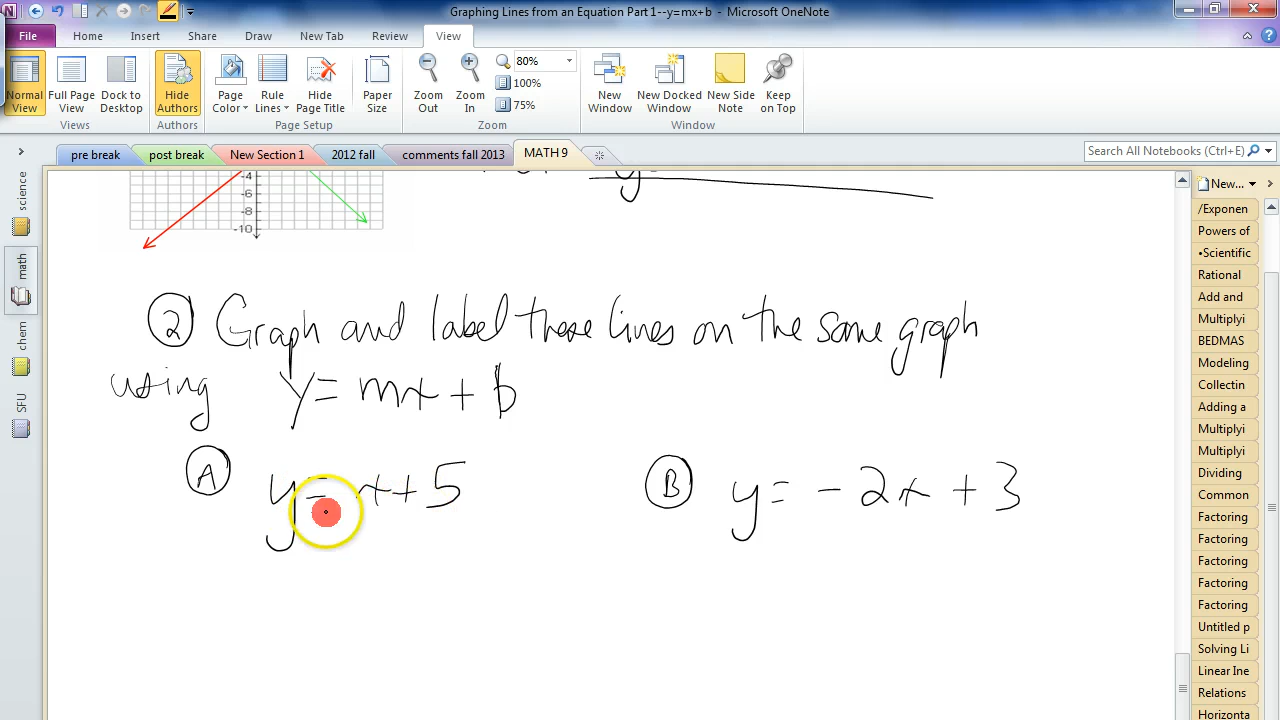 Graphing Lines from an Equation Part 1--y=mx+b - Microsoft OneNote
File Home Insert Share Draw New Tab Review View
Normal View
Full Page View
Dock to Desktop
Hide Authors
Page Color
Rule Lines
Hide Page Title
Paper Size
Zoom Out
Zoom In
80%
100%
75%
New Window
New Docked Window
New Side Note
Keep on Top
Views Authors Page Setup Zoom Window
pre break post break New Section 1 2012 fall comments fall 2013 MATH 9
Search All Notebooks (Ctrl+E)
science
math
chem
SFU
-4
-6
-8
-10
② Graph and label these lines on the same graph
using y = mx + b
Ⓐ y = x + 5
Ⓑ y = - 2x + 3
New...
/Exponen
Powers of
•Scientific
Rational
Add and
Multiplyi
BEDMAS
Modeling
Collectin
Adding a
Multiplyi
Multiplyi
Dividing
Common
Factoring
Factoring
Factoring
Factoring
Factoring
Untitled p
Solving Li
Linear Ine
Relations
Horizonta